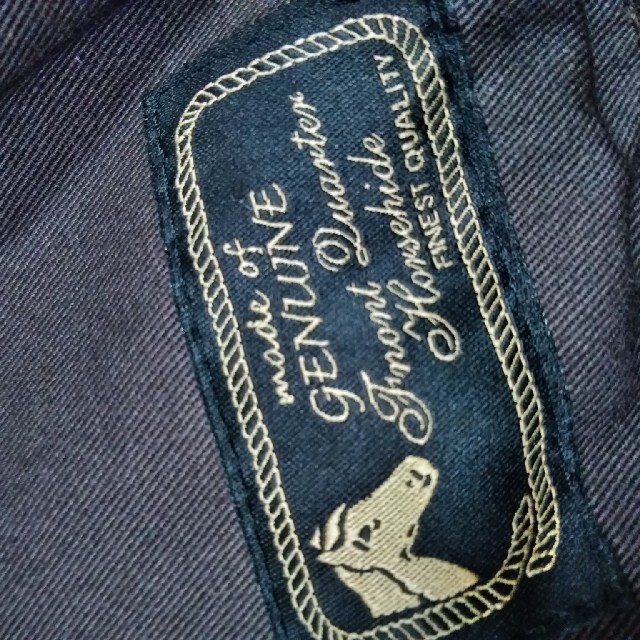 made of
GENUINE
Front Quarter
Horsehide
FINEST QUALITY